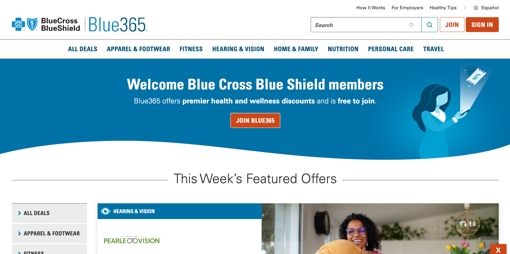 How it Works For Employers Healthy Tips / Español
BlueCross BlueShield Blue365
Search
JOIN SIGN IN
ALL DEALS APPAREL & FOOTWEAR FITNESS HEARING & VISION HOME & FAMILY NUTRITION PERSONAL CARE TRAVEL
Welcome Blue Cross Blue Shield members
Blue365 offers premier health and wellness discounts and is free to join.
JOIN BLUE365
This Week's Featured Offers
ALL DEALS
APPAREL & FOOTWEAR
FITNESS
HEARING & VISION
PEARLE VISION
X